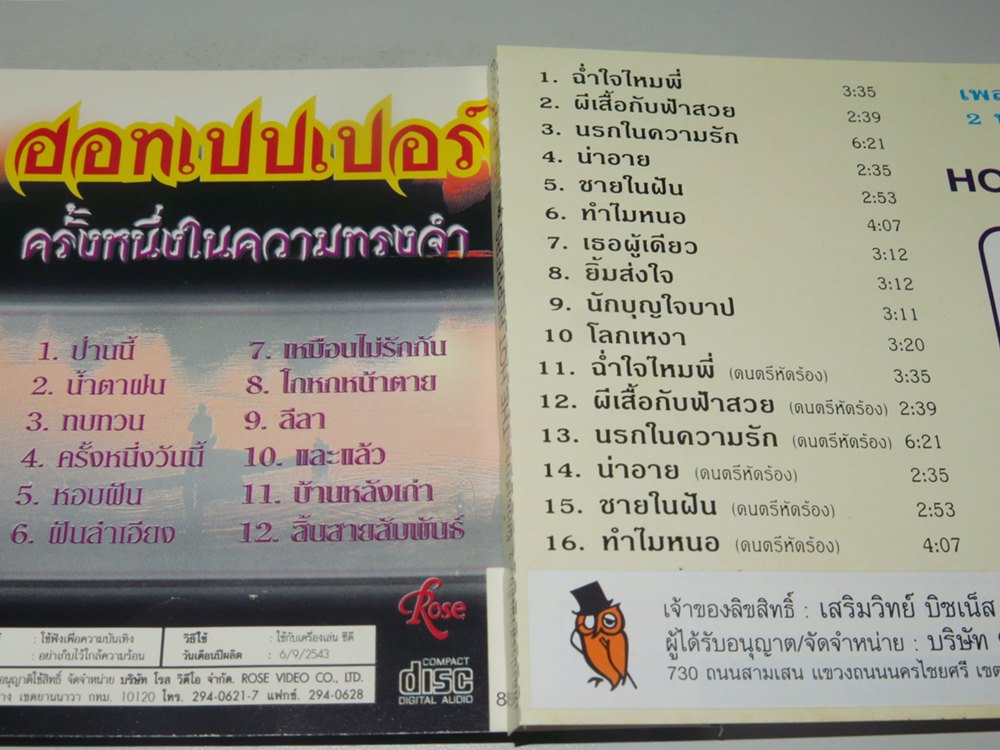 ฮอทเปปเปอร์
ครั้งหนึ่งในความทรงจำ
1. ป่านนี้
2. น้ำตาฝน
3. ทบทวน
4. ครั้งหนึ่งวันนี้
5. หอบฝัน
6. ฝันลำเอียง
7. เหมือนไม่รักกัน
8. โกหกหน้าตาย
9. ลีลา
10. และแล้ว
11. บ้านหลังเก่า
12. สิ้นสายสัมพันธ์
Rose
: ใช้ฟังเพื่อความบันเทิง
: อย่าเก็บไว้ใกล้ความร้อน
วิธีใช้ : ใช้กับเครื่องเล่น ซีดี
วันเดือนปีผลิต : 6/9/2543
อนุญาติใช้สิทธิ์ จัดจำหน่าย บริษัท โรส วิดีโอ จำกัด. ROSE VIDEO CO., LTD.
เขตยานนาวา กทม. 10120 โทร. 294-0621-7 แฟกซ์. 294-0628
COMPACT
disc
DIGITAL AUDIO
1. ฉ่ำใจไหมพี่ 3:35
2. ผีเสื้อกับฟ้าสวย 2:39
3. นรกในความรัก 6:21
4. น่าอาย 2:35
5. ชายในฝัน 2:53
6. ทำไมหนอ 4:07
7. เธอผู้เดียว 3:12
8. ยิ้มส่งใจ 3:12
9. นักบุญใจบาป 3:11
10 โลกเหงา 3:20
11. ฉ่ำใจไหมพี่ (ดนตรีหัดร้อง) 3:35
12. ผีเสื้อกับฟ้าสวย (ดนตรีหัดร้อง) 2:39
13. นรกในความรัก (ดนตรีหัดร้อง) 6:21
14. น่าอาย (ดนตรีหัดร้อง) 2:35
15. ชายในฝัน (ดนตรีหัดร้อง) 2:53
16. ทำไมหนอ (ดนตรีหัดร้อง) 4:07
2
HO
เจ้าของลิขสิทธิ์ : เสริมวิทย์ บิซเน็ส
ผู้ได้รับอนุญาต/จัดจำหน่าย : บริษัท
730 ถนนสามเสน แขวงถนนนครไชยศรี เขต